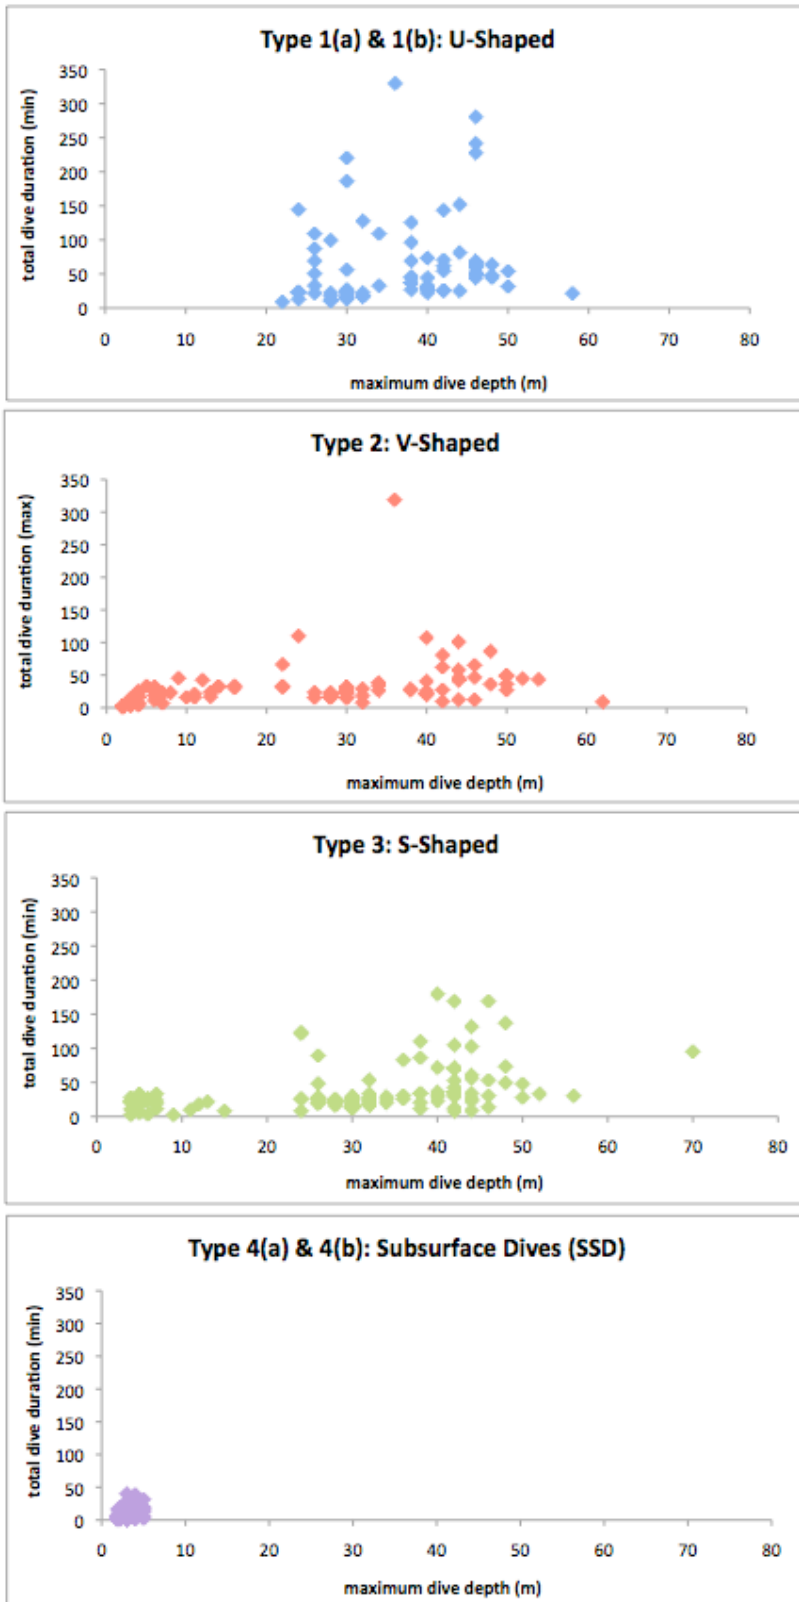 Type 1(a) & 1(b): U-Shaped
350
300
250
200
150
100
50
0
total dive duration (min)
0 10 20 30 40 50 60 70 80
maximum dive depth (m)
Type 2: V-Shaped
350
300
250
200
150
100
50
0
total dive duration (max)
0 10 20 30 40 50 60 70 80
maximum dive depth (m)
Type 3: S-Shaped
350
300
250
200
150
100
50
0
total dive duration (min)
0 10 20 30 40 50 60 70 80
maximum dive depth (m)
Type 4(a) & 4(b): Subsurface Dives (SSD)
350
300
250
200
150
100
50
0
total dive duration (min)
0 10 20 30 40 50 60 70 80
maximum dive depth (m)